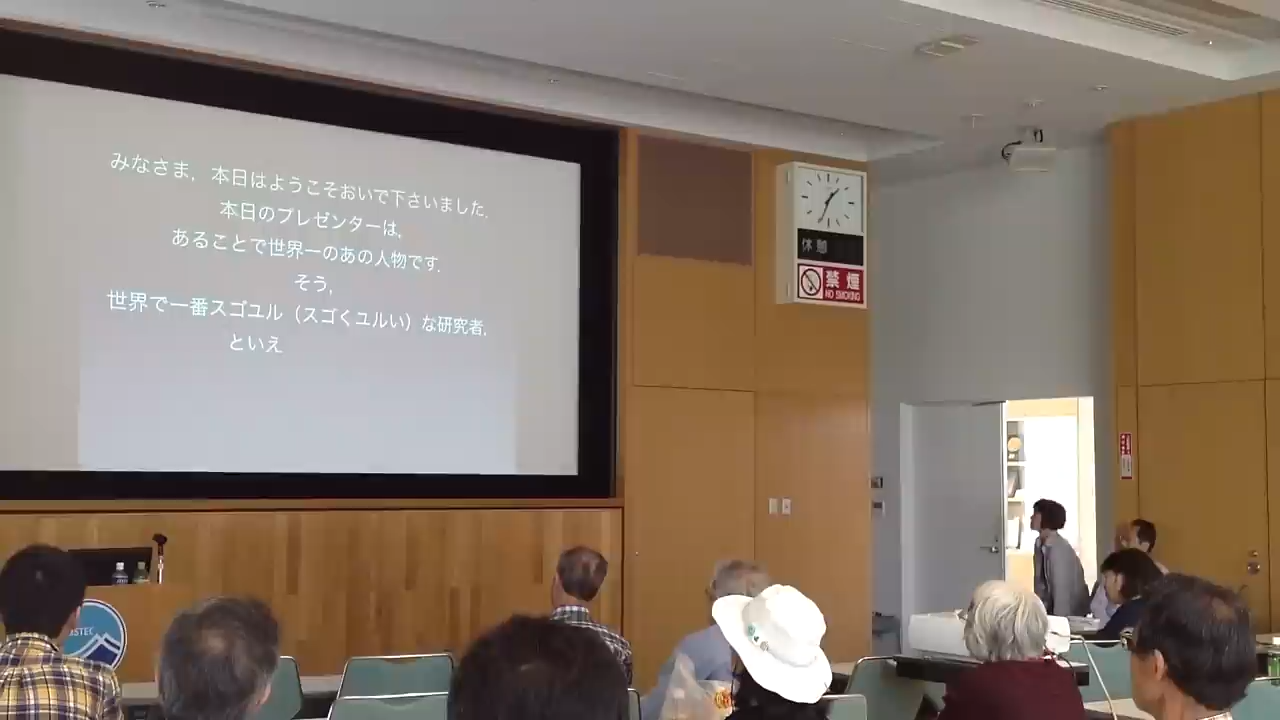 みなさま，本日はようこそおいで下さいました．
本日のプレゼンターは，
あることで世界一のあの人物です．
そう，
世界で一番スゴユル（スゴくユルい）な研究者，
といえ
休憩
禁煙
NO SMOKING